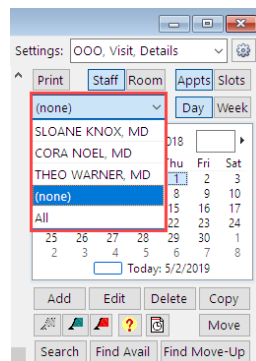 Settings: OOO, Visit, Details
Print Staff Room Appts Slots
(none) Day Week
SLOANE KNOX, MD
CORA NOEL, MD
THEO WARNER, MD
(none)
All
018
hu Fri Sat
1 2 3
8 9 10
15 16 17
22 23 24
25 26 27 28 29 30 1
2 3 4 5 6 7 8
Today: 5/2/2019
Add Edit Delete Copy
? Move
Search Find Avail Find Move-Up